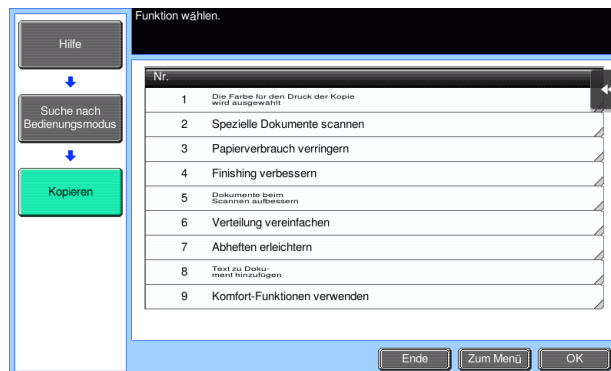 Funktion wählen.
Hilfe
Suche nach
Bedienungsmodus
Kopieren
Nr.
1 Die Farbe für den Druck der Kopie
wird ausgewählt
2 Spezielle Dokumente scannen
3 Papierverbrauch verringern
4 Finishing verbessern
5 Dokumente beim
Scannen aufbessern
6 Verteilung vereinfachen
7 Abheften erleichtern
8 Text zu Doku-
ment hinzufügen
9 Komfort-Funktionen verwenden
Ende
Zum Menü
OK